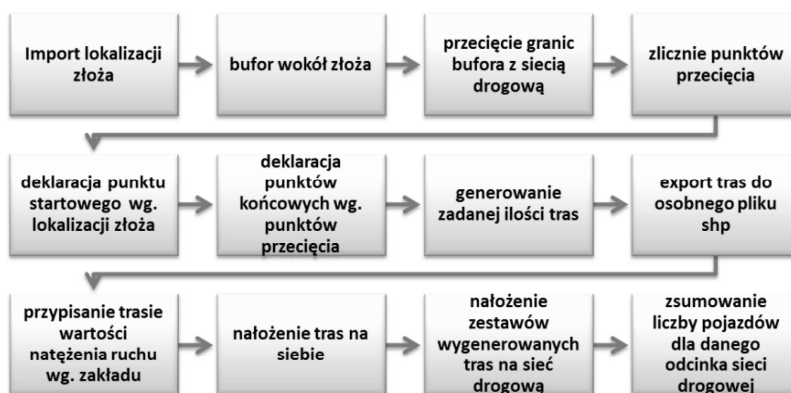 Import lokalizacji
złoża
bufor wokół złoża
przecięcie granic
bufora z siecią
drogową
zlicznie punktów
przecięcia
deklaracja punktu
startowego wg.
lokalizacji złoża
deklaracja
punktów
końcowych wg.
punktów
przecięcia
generowanie
zadanej ilości tras
export tras do
osobnego pliku
shp
przypisanie trasie
wartości
natężenia ruchu
wg. zakładu
nałożenie tras na
siebie
nałożenie
zestawów
wygenerowanych
tras na sieć
drogową
zsumowanie
liczby pojazdów
dla danego
odcinka sieci
drogowej